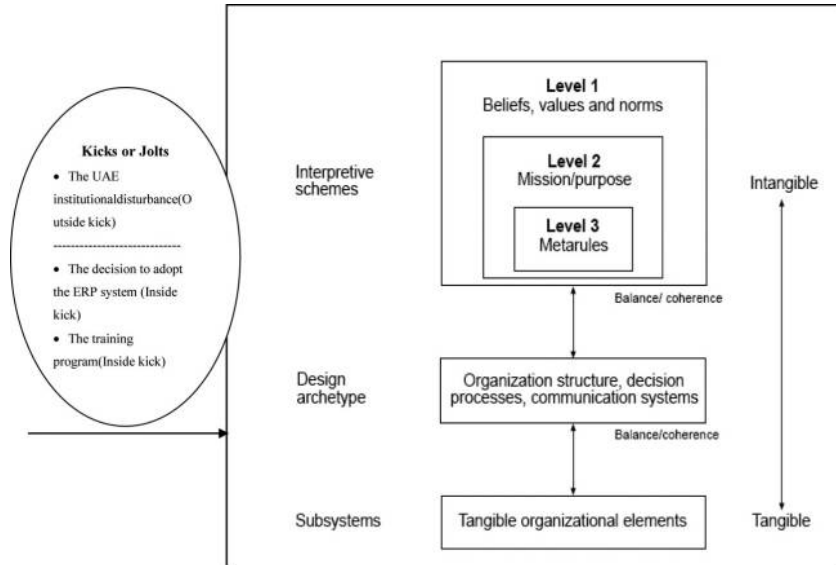 Kicks or Jolts
• The UAE
institutionaldisturbance(O
utside kick)
------------------------------
• The decision to adopt
the ERP system (Inside
kick)
• The training
program(Inside kick)
Interpretive
schemes
Level 1
Beliefs, values and norms
Level 2
Mission/purpose
Level 3
Metarules
Intangible
Balance/ coherence
Design
archetype
Organization structure, decision
processes, communication systems
Balance/coherence
Subsystems
Tangible organizational elements
Tangible